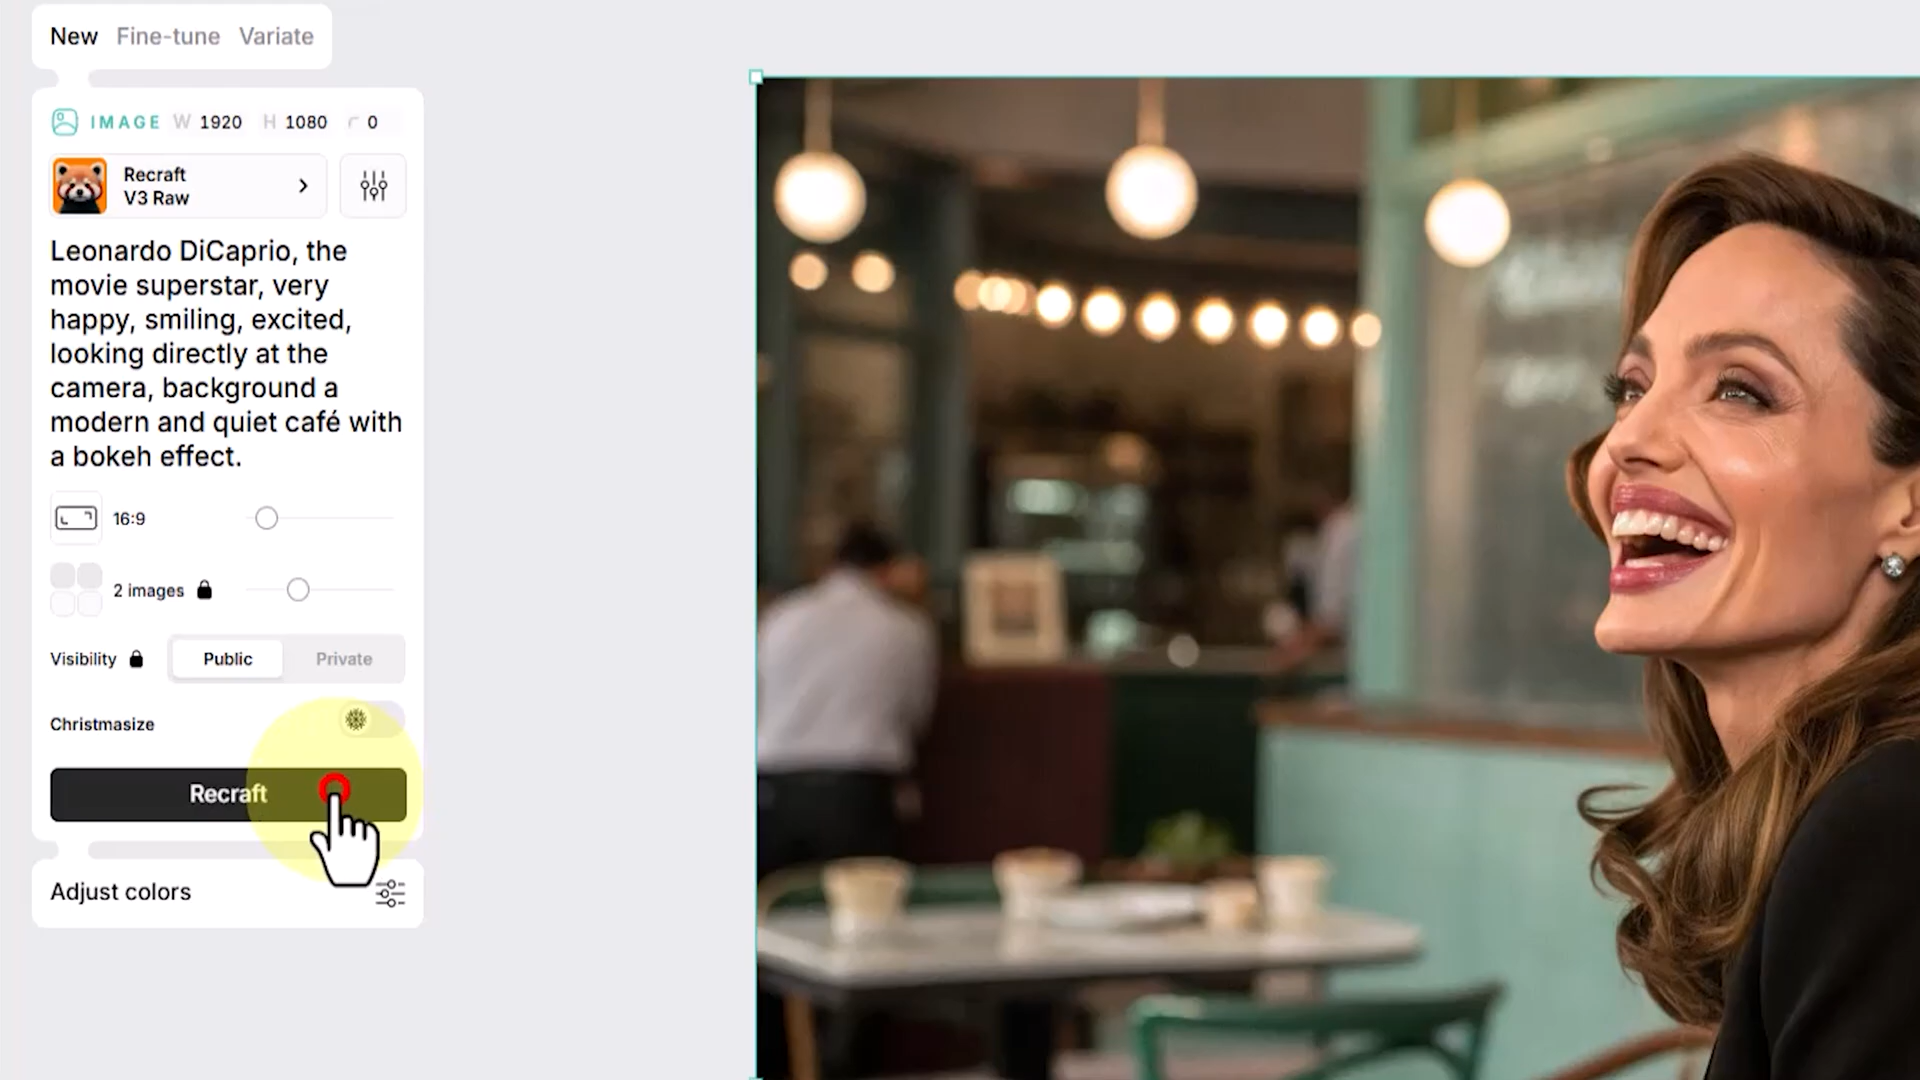 New Fine-tune Variate
IMAGE W 1920 H 1080 0
Recraft
V3 Raw
Leonardo DiCaprio, the
movie superstar, very
happy, smiling, excited,
looking directly at the
camera, background a
modern and quiet café with
a bokeh effect.
16:9
2 images
Visibility Public Private
Christmasize
Recraft
Adjust colors